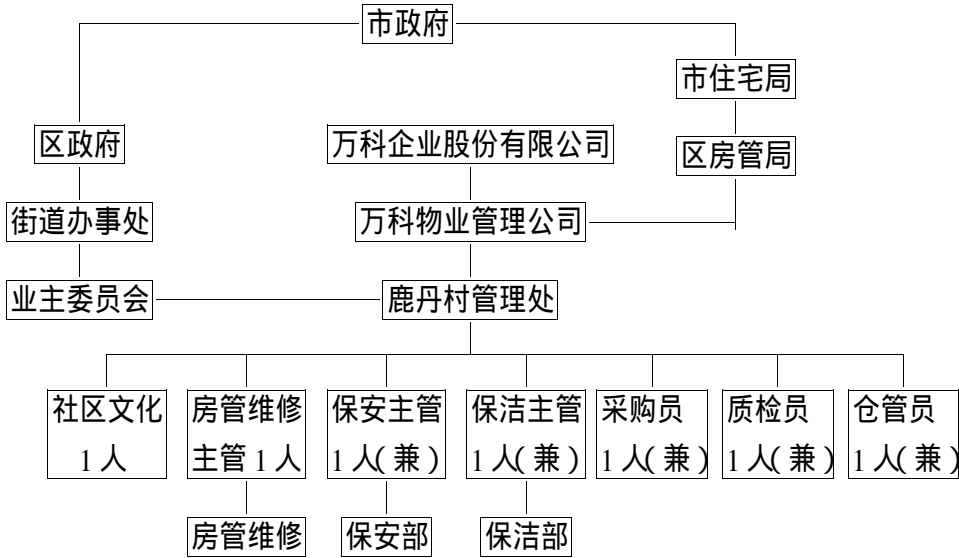 市政府
市住宅局
区政府
万科企业股份有限公司
区房管局
街道办事处
万科物业管理公司
业主委员会
鹿丹村管理处
社区文化
1 人
房管维修
主管 1 人
保安主管
1 人( 兼 )
保洁主管
1 人( 兼 )
采购员
1 人( 兼 )
质检员
1 人( 兼 )
仓管员
1 人( 兼 )
房管维修
保安部
保洁部